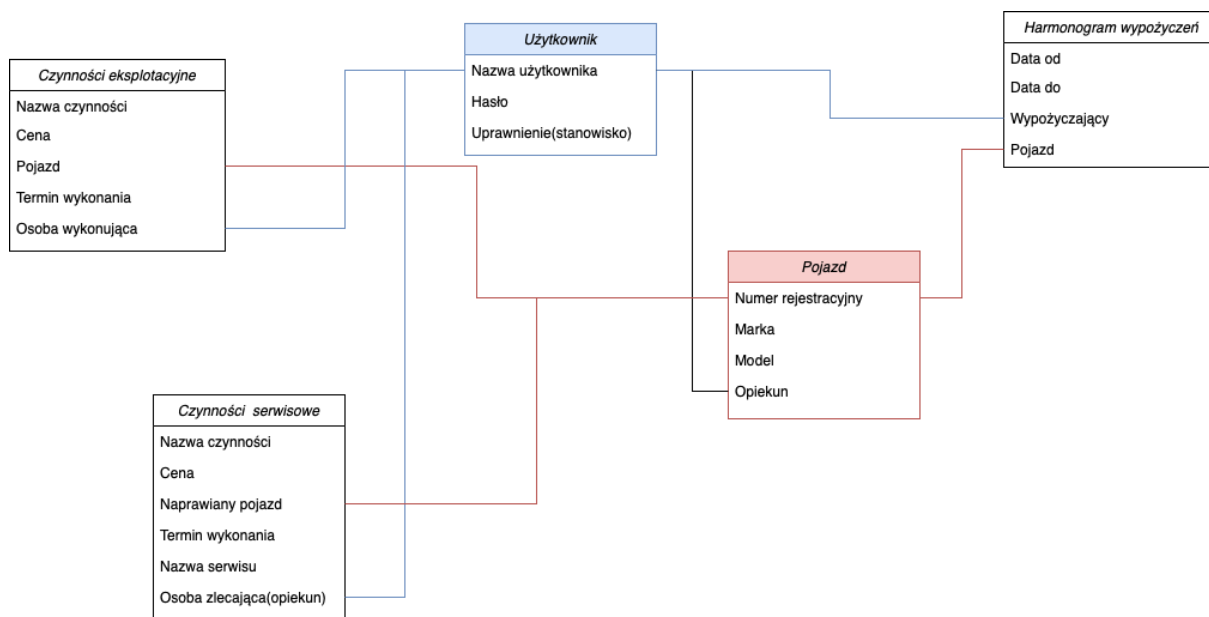 Czynności eksplotacyjne
Nazwa czynności
Cena
Pojazd
Termin wykonania
Osoba wykonująca
Użytkownik
Nazwa użytkownika
Hasło
Uprawnienie(stanowisko)
Harmonogram wypożyczeń
Data od
Data do
Wypożyczający
Pojazd
Pojazd
Numer rejestracyjny
Marka
Model
Opiekun
Czynności serwisowe
Nazwa czynności
Cena
Naprawiany pojazd
Termin wykonania
Nazwa serwisu
Osoba zlecająca(opiekun)